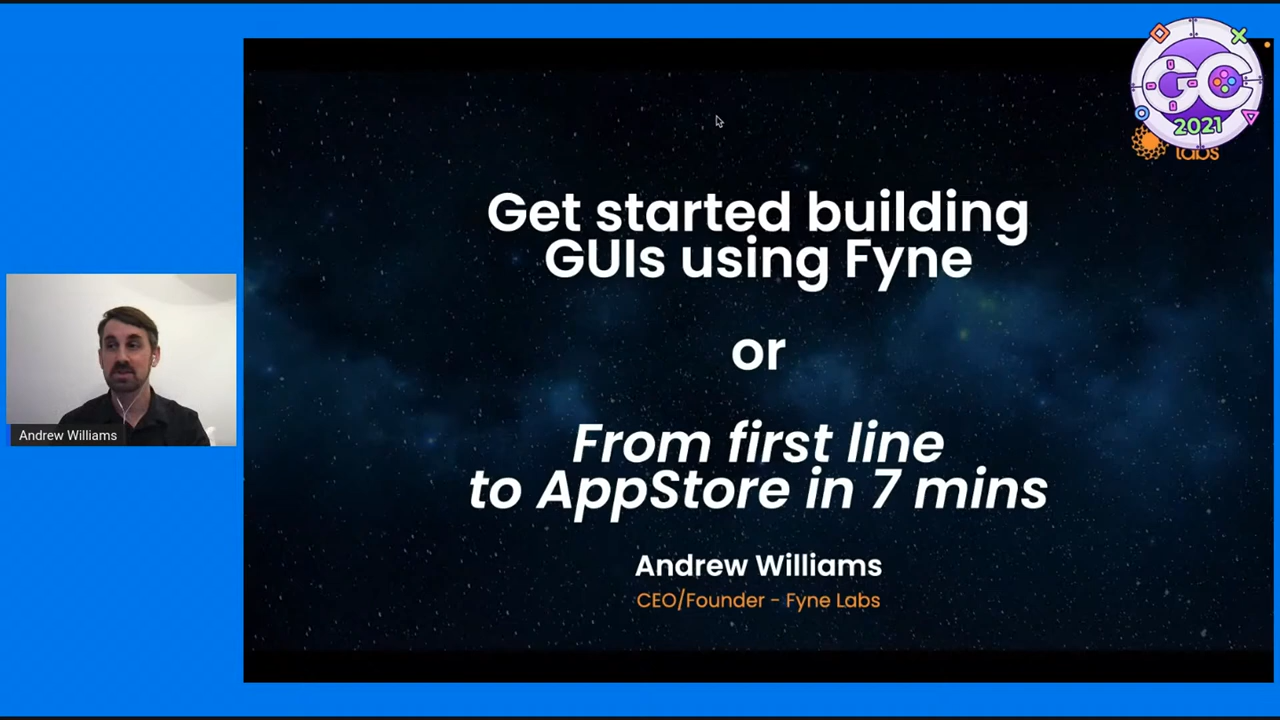 GC
2021
labs
Get started building
GUIs using Fyne
or
From first line
to AppStore in 7 mins
Andrew Williams
CEO/Founder - Fyne Labs
Andrew Williams